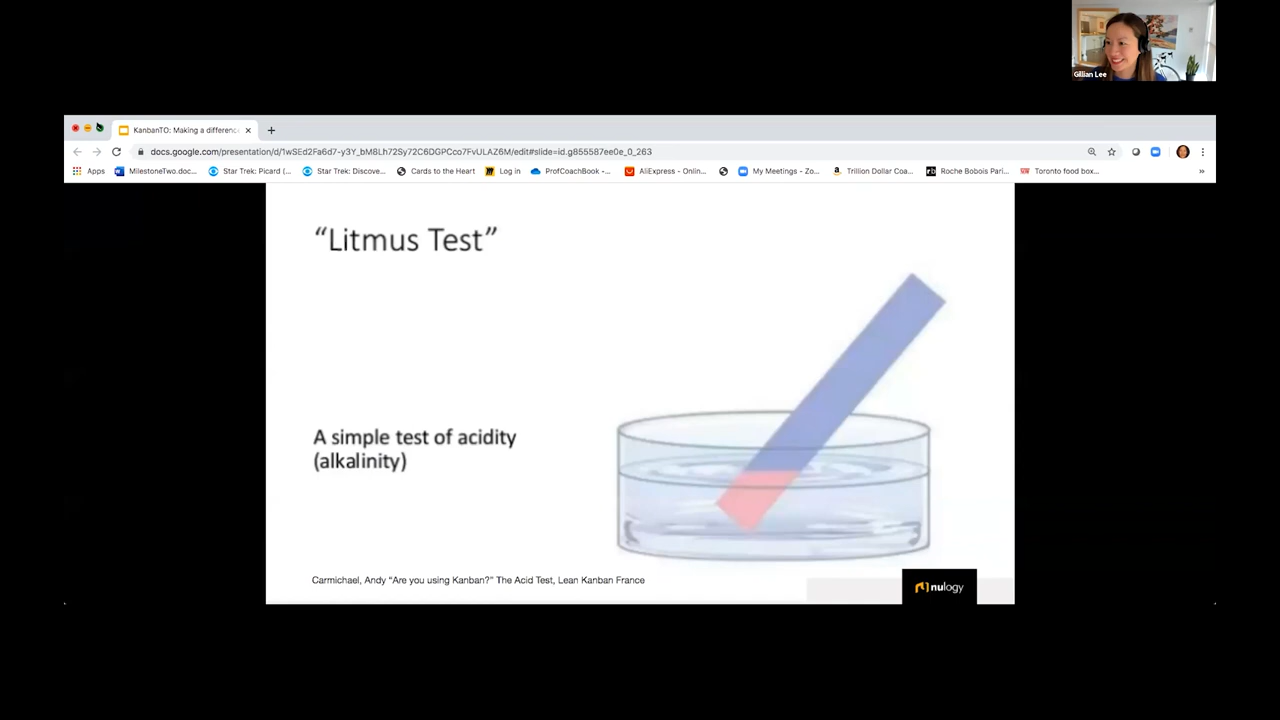 Gillian Lee
KanbanTO: Making a differenc
docs.google.com/presentation/d/1wSEd2Fa6d7-y3Y_bM8Lh72Sy72C6DGPCco7FvULAZ6M/edit#slide=id.g855587ee0e_0_263
Apps MilestoneTwo.doc... Star Trek: Picard (... Star Trek: Discove... Cards to the Heart Log in ProfCoachBook -... AliExpress - Onlin... My Meetings - Zo... Trillion Dollar Coa... Roche Bobois Pari... Toronto food box...
“Litmus Test”
A simple test of acidity
(alkalinity)
Carmichael, Andy “Are you using Kanban?” The Acid Test, Lean Kanban France
nulogy